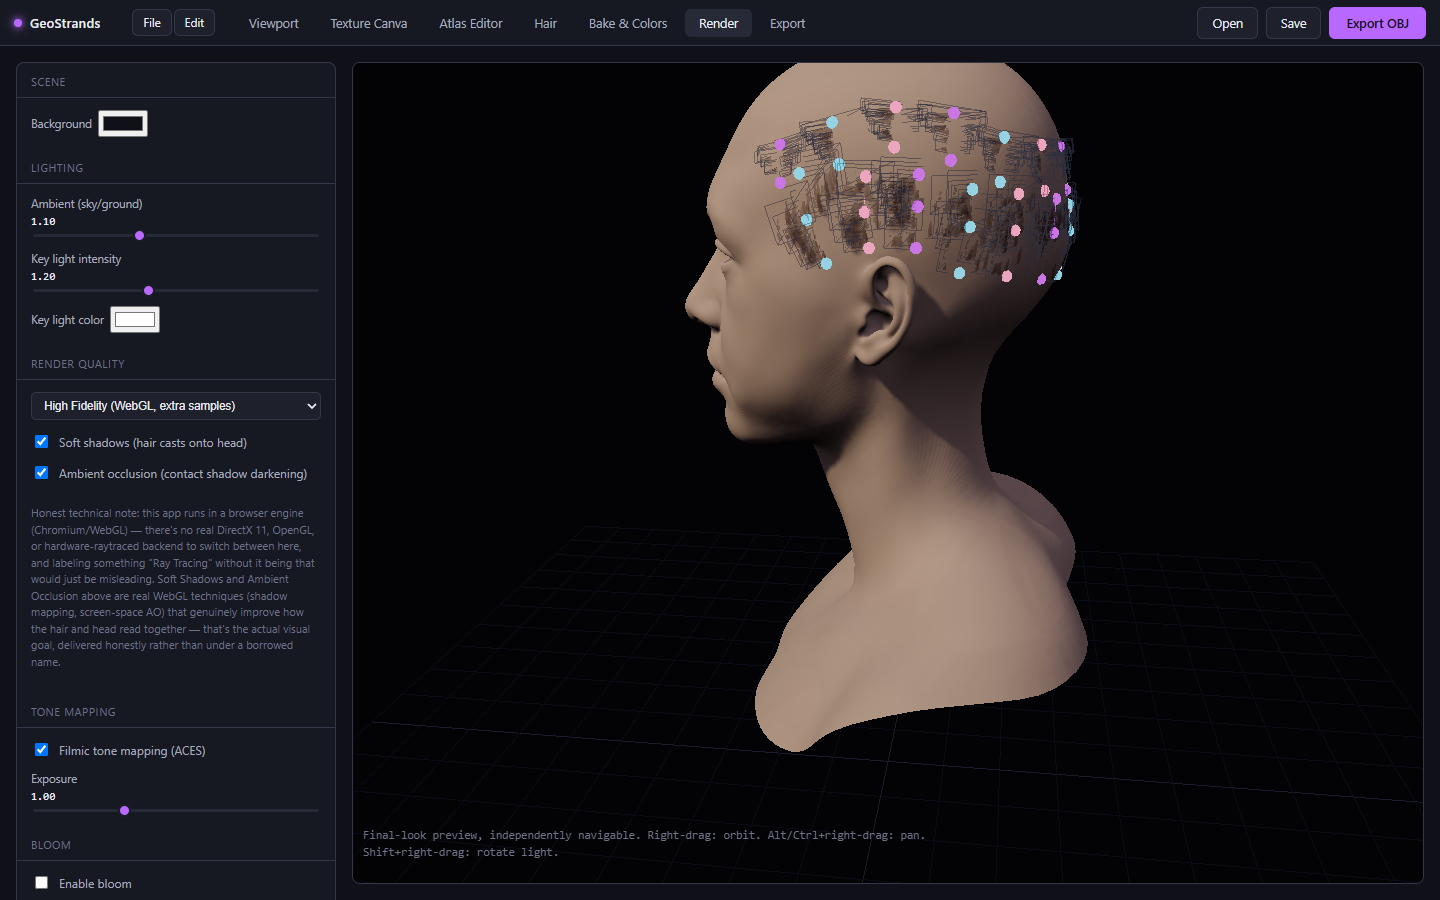 GeoStrands
File
Edit
Viewport
Texture Canva
Atlas Editor
Hair
Bake & Colors
Render
Export
Open
Save
Export OBJ
SCENE
Background
LIGHTING
Ambient (sky/ground)
1.10
Key light intensity
1.20
Key light color
RENDER QUALITY
High Fidelity (WebGL, extra samples)
Soft shadows (hair casts onto head)
Ambient occlusion (contact shadow darkening)
Honest technical note: this app runs in a browser engine
(Chromium/WebGL) — there's no real DirectX 11, OpenGL,
or hardware-raytraced backend to switch between here,
and labeling something "Ray Tracing" without it being that
would just be misleading. Soft Shadows and Ambient
Occlusion above are real WebGL techniques (shadow
mapping, screen-space AO) that genuinely improve how
the hair and head read together — that's the actual visual
goal, delivered honestly rather than under a borrowed
name.
TONE MAPPING
Filmic tone mapping (ACES)
Exposure
1.00
BLOOM
Enable bloom
Final-look preview, independently navigable. Right-drag: orbit. Alt/Ctrl+right-drag: pan.
Shift+right-drag: rotate light.